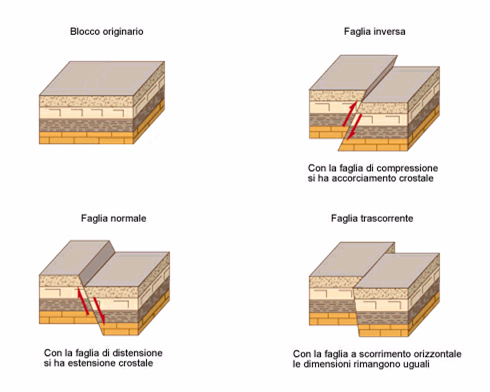 Blocco originario
Faglia inversa
Con la faglia di compressione
si ha accorciamento crostale
Faglia normale
Faglia trascorrente
Con la faglia di distensione
si ha estensione crostale
Con la faglia a scorrimento orizzontale
le dimensioni rimangono uguali